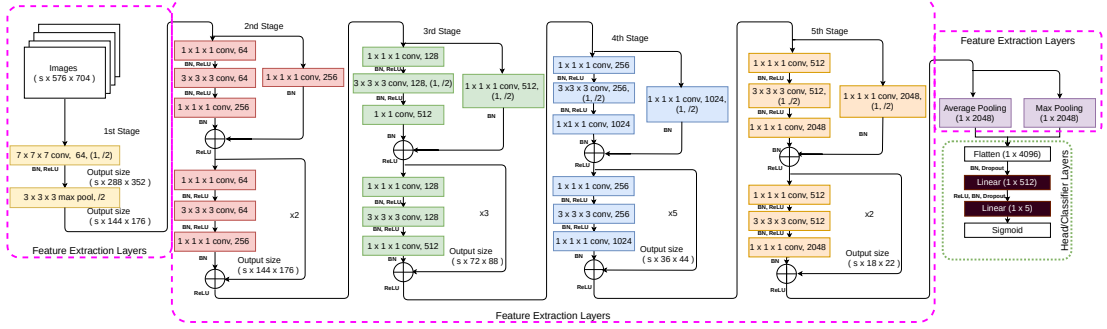 Images
( s x 576 x 704 )
1st Stage
7 x 7 x 7 conv, 64, (1, /2)
BN, ReLU
Output size
( s x 288 x 352 )
3 x 3 x 3 max pool, /2
Output size
( s x 144 x 176 )
Feature Extraction Layers
2nd Stage
1 x 1 x 1 conv, 64
BN, ReLU
3 x 3 x 3 conv, 64
BN, ReLU
1 x 1 x 1 conv, 256
BN
1 x 1 x 1 conv, 256
BN
ReLU
1 x 1 x 1 conv, 64
BN, ReLU
3 x 3 x 3 conv, 64
BN, ReLU
1 x 1 x 1 conv, 256
BN
x2
Output size
( s x 144 x 176 )
ReLU
3rd Stage
1 x 1 x 1 conv, 128
BN, ReLU
3 x 3 x 3 conv, 128, (1, /2)
BN, ReLU
1 x 1 conv, 512
BN
1 x 1 x 1 conv, 512,
(1, /2)
BN
ReLU
1 x 1 x 1 conv, 128
BN, ReLU
3 x 3 x 3 conv, 128
BN, ReLU
1 x 1 x 1 conv, 512
BN
x3
Output size
( s x 72 x 88 )
ReLU
4th Stage
1 x 1 x 1 conv, 256
BN, ReLU
3 x3 x 3 conv, 256,
(1, /2)
BN, ReLU
1 x1 x 1 conv, 1024
BN
1 x 1 x 1 conv, 1024,
(1, /2)
BN
ReLU
1 x 1 x 1 conv, 256
BN, ReLU
3 x 3 x 3 conv, 256
BN, ReLU
1 x 1 x 1 conv, 1024
BN
x5
Output size
( s x 36 x 44 )
ReLU
5th Stage
1 x 1 x 1 conv, 512
BN, ReLU
3 x 3 x 3 conv, 512,
(1, /2)
BN, ReLU
1 x 1 x 1 conv, 2048
BN
1 x 1 x 1 conv, 2048,
(1, /2)
BN
ReLU
1 x 1 x 1 conv, 512
BN, ReLU
3 x 3 x 3 conv, 512
BN, ReLU
1 x 1 x 1 conv, 2048
BN
x2
Output size
( s x 18 x 22 )
ReLU
Feature Extraction Layers
Feature Extraction Layers
Average Pooling
(1 x 2048)
Max Pooling
(1 x 2048)
Flatten (1 x 4096)
BN, Dropout
Linear (1 x 512)
ReLU, BN, Dropout
Linear (1 x 5)
Sigmoid
Head/Classifier Layers